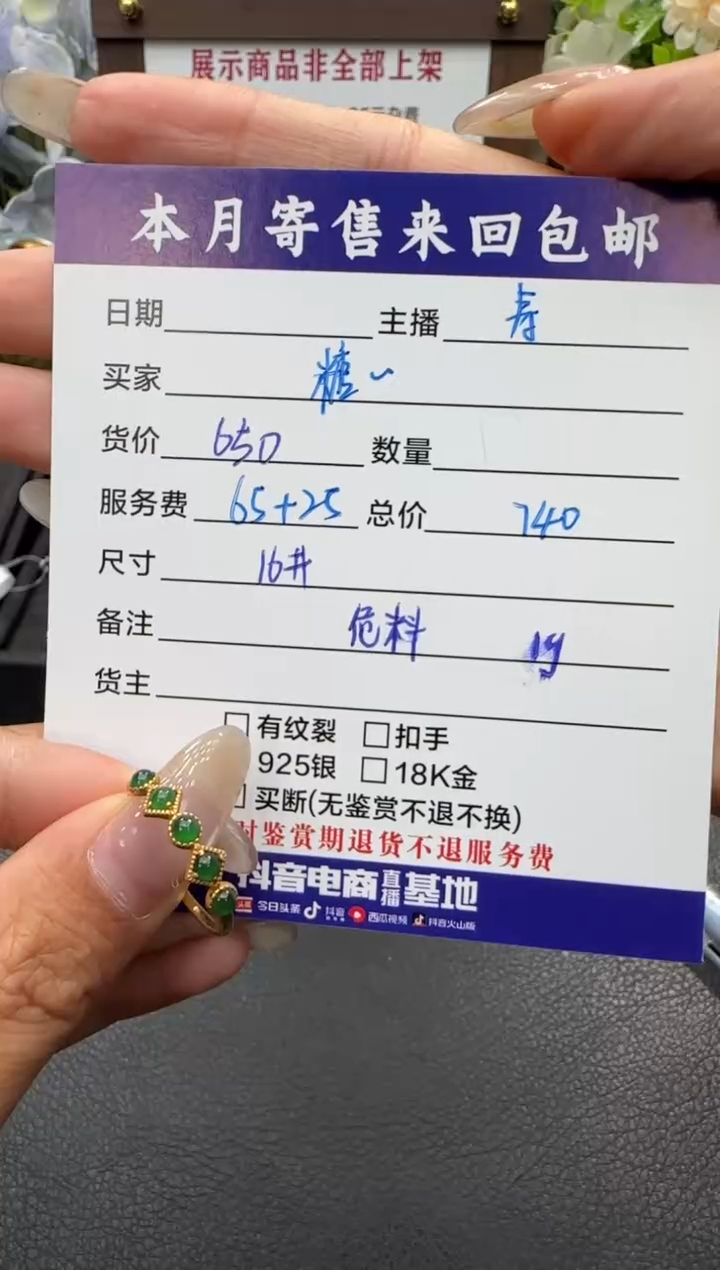 展示商品非全部上架
本月寄售来回包邮
日期 主播 寿
买家 糖~
货价 650 数量
服务费 65+25 总价 740
尺寸 16#
备注 危料
货主
□ 有纹裂 □ 扣手
925银 □ 18K金
买断(无鉴赏不退不换)
时鉴赏期退货不退服务费
抖音电商直播基地
头条 今日头条 抖音 西瓜视频 抖音火山版